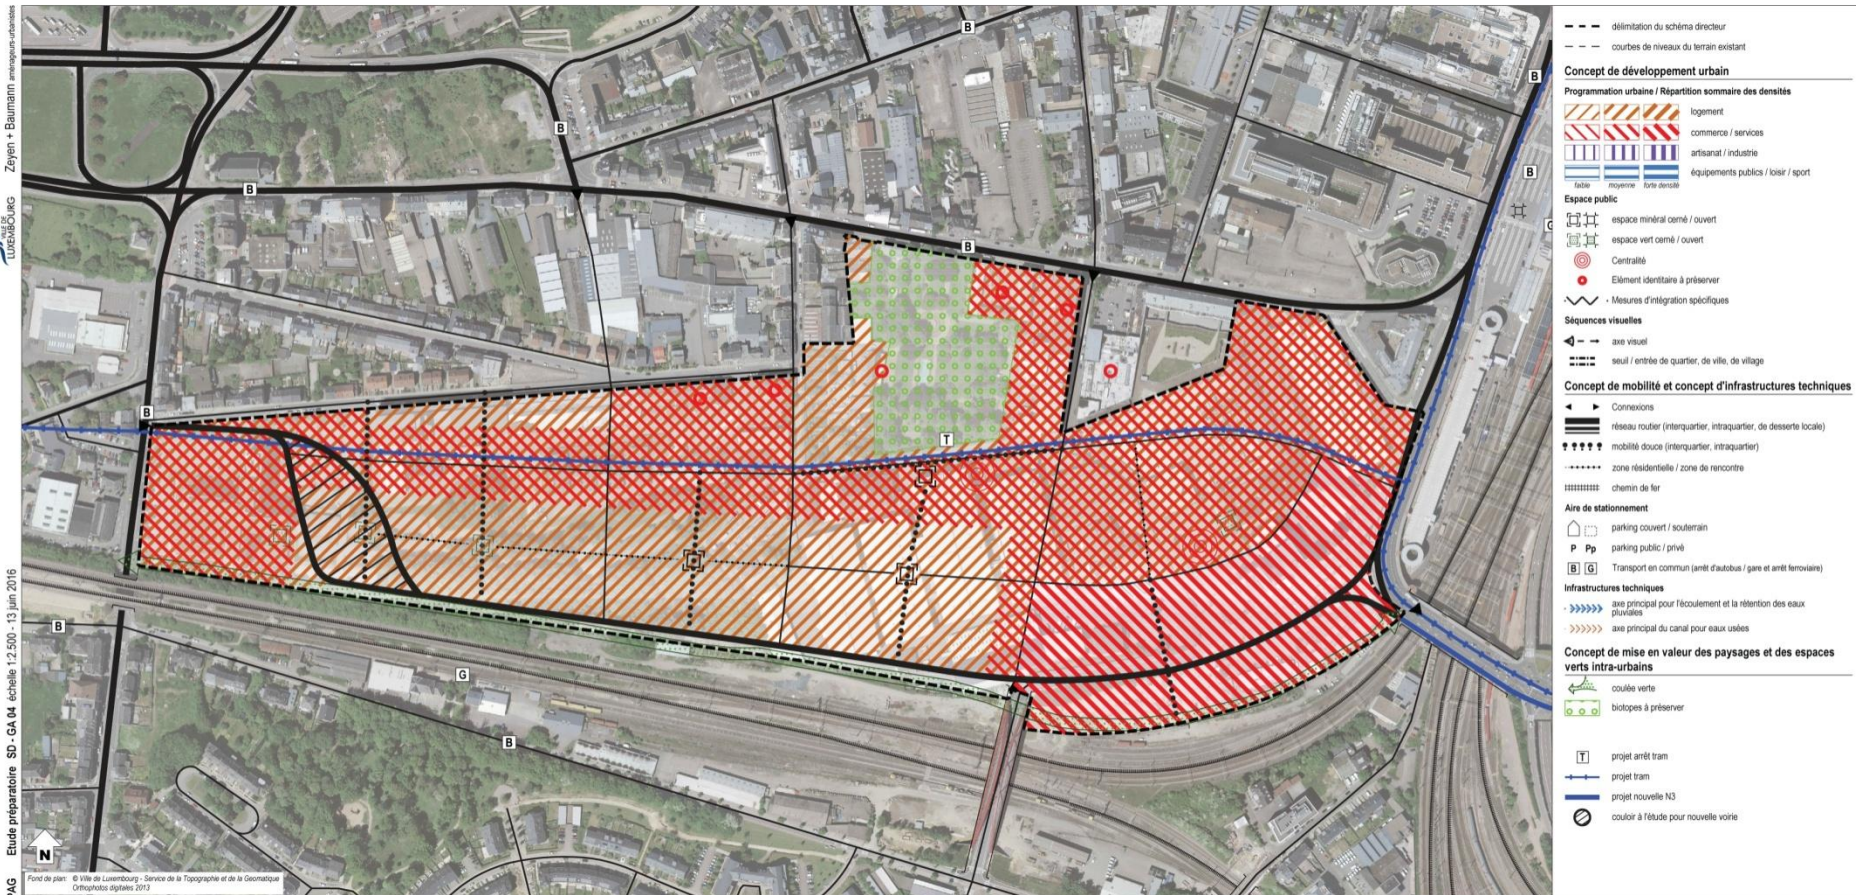 Zeyen + Baumann aménageurs-urbanistes
VILLE DE
LUXEMBOURG
Etude préparatoire SD - GA 04 échelle 1:2.500 - 13 juin 2016
PAG
B
B
B
B
B
B
B
B
B
G
T
B
G
B
N
Fond de plan: © Ville de Luxembourg - Service de la Topographie et de la Geomatique
Orthophotos digitales 2013
délimitation du schéma directeur
courbes de niveaux du terrain existant
Concept de développement urbain
Programmation urbaine / Répartition sommaire des densités
logement
commerce / services
artisanat / industrie
équipements publics / loisir / sport
faible moyenne forte densité
Espace public
espace minéral cerné / ouvert
espace vert cerné / ouvert
Centralité
Elément identitaire à préserver
Mesures d'intégration spécifiques
Séquences visuelles
axe visuel
seuil / entrée de quartier, de ville, de village
Concept de mobilité et concept d'infrastructures techniques
Connexions
réseau routier (interquartier, intraquartier, de desserte locale)
mobilité douce (interquartier, intraquartier)
zone résidentielle / zone de rencontre
chemin de fer
Aire de stationnement
parking couvert / souterrain
P Pp parking public / privé
B G Transport en commun (arrêt d'autobus / gare et arrêt ferroviaire)
Infrastructures techniques
axe principal pour l'écoulement et la rétention des eaux
pluviales
axe principal du canal pour eaux usées
Concept de mise en valeur des paysages et des espaces
verts intra-urbains
coulée verte
biotopes à préserver
T projet arrêt tram
projet tram
projet nouvelle N3
couloir à l'étude pour nouvelle voirie